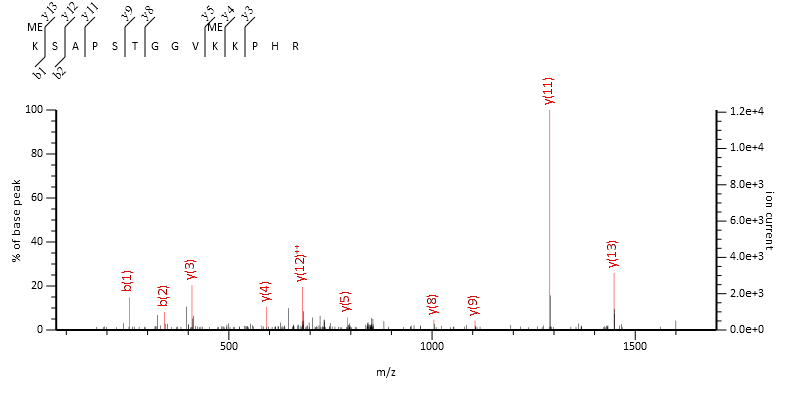 y13 y12 y11 y9 y8 y5 y4 y3
ME ME
K S A P S T G G V K K P H R
b1 b2
100
80
60
40
20
0
% of base peak
1.2e+4
1.0e+4
8.0e+3
6.0e+3
4.0e+3
2.0e+3
0.0e+0
ion current
b(1)
b(2)
y(3)
y(4)
y(12)++
y(5)
y(8)
y(9)
y(11)
y(13)
500 1000 1500
m/z